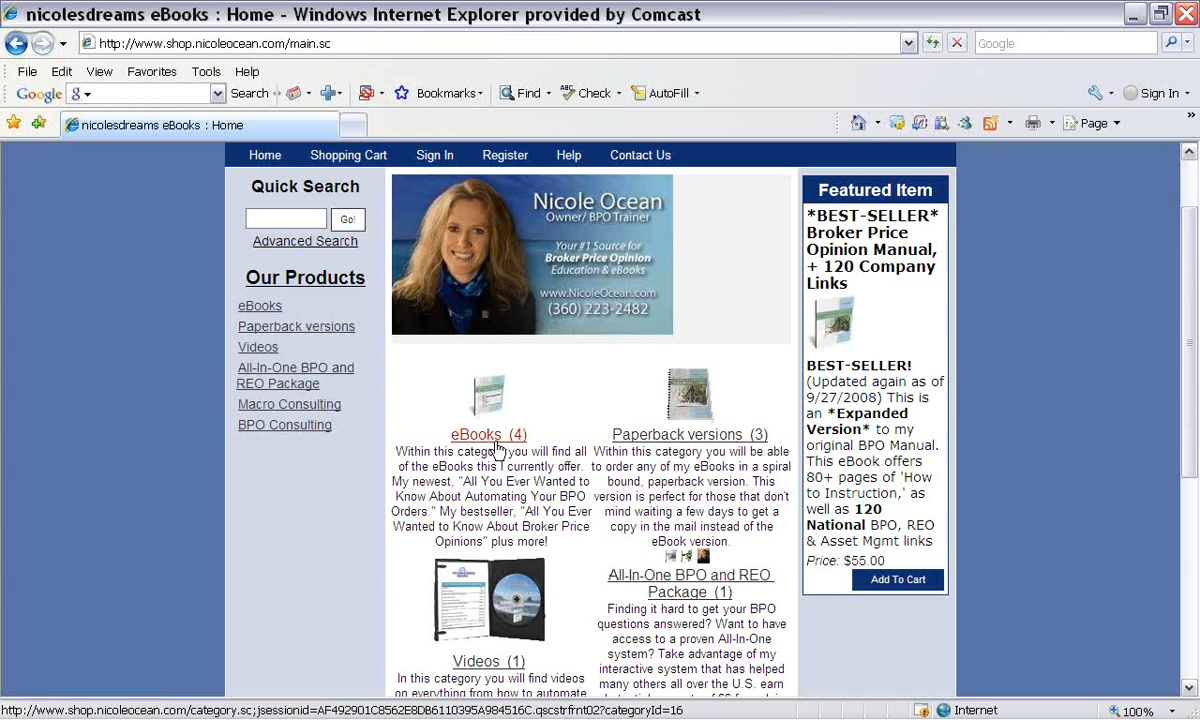 nicolesdreams eBooks : Home - Windows Internet Explorer provided by Comcast
http://www.shop.nicoleocean.com/main.sc
Google
File Edit View Favorites Tools Help
Google Search Bookmarks Find Check AutoFill Sign In
nicolesdreams eBooks : Home
Page
Home Shopping Cart Sign In Register Help Contact Us
Quick Search
Go!
Advanced Search
Our Products
eBooks
Paperback versions
Videos
All-In-One BPO and
REO Package
Macro Consulting
BPO Consulting
Nicole Ocean
Owner/ BPO Trainer
Your #1 Source for
Broker Price Opinion
Education & eBooks
www.NicoleOcean.com
(360) 223-2482
eBooks (4)
Within this category you will find all
of the eBooks this I currently offer.
My newest, "All You Ever Wanted to
Know About Automating Your BPO
Orders." My bestseller, "All You Ever
Wanted to Know About Broker Price
Opinions" plus more!
Paperback versions (3)
Within this category you will be able
to order any of my eBooks in a spiral
bound, paperback version. This
version is perfect for those that don't
mind waiting a few days to get a
copy in the mail instead of the
eBook version.
Videos (1)
In this category you will find videos
on everything from how to automate
All-In-One BPO and REO
Package (1)
Finding it hard to get your BPO
questions answered? Want to have
access to a proven All-In-One
system? Take advantage of my
interactive system that has helped
many others all over the U.S. earn
Featured Item
*BEST-SELLER*
Broker Price
Opinion Manual,
+ 120 Company
Links
BEST-SELLER!
(Updated again as of
9/27/2008) This is
an *Expanded
Version* to my
original BPO Manual.
This eBook offers
80+ pages of 'How
to Instruction,' as
well as 120
National BPO, REO
& Asset Mgmt links
Price: $55.00
Add To Cart
http://www.shop.nicoleocean.com/category.sc;jsessionid=AF492901C8562E8DB6110395A984516C.qscstrfrnt02?categoryId=16
Internet
100%